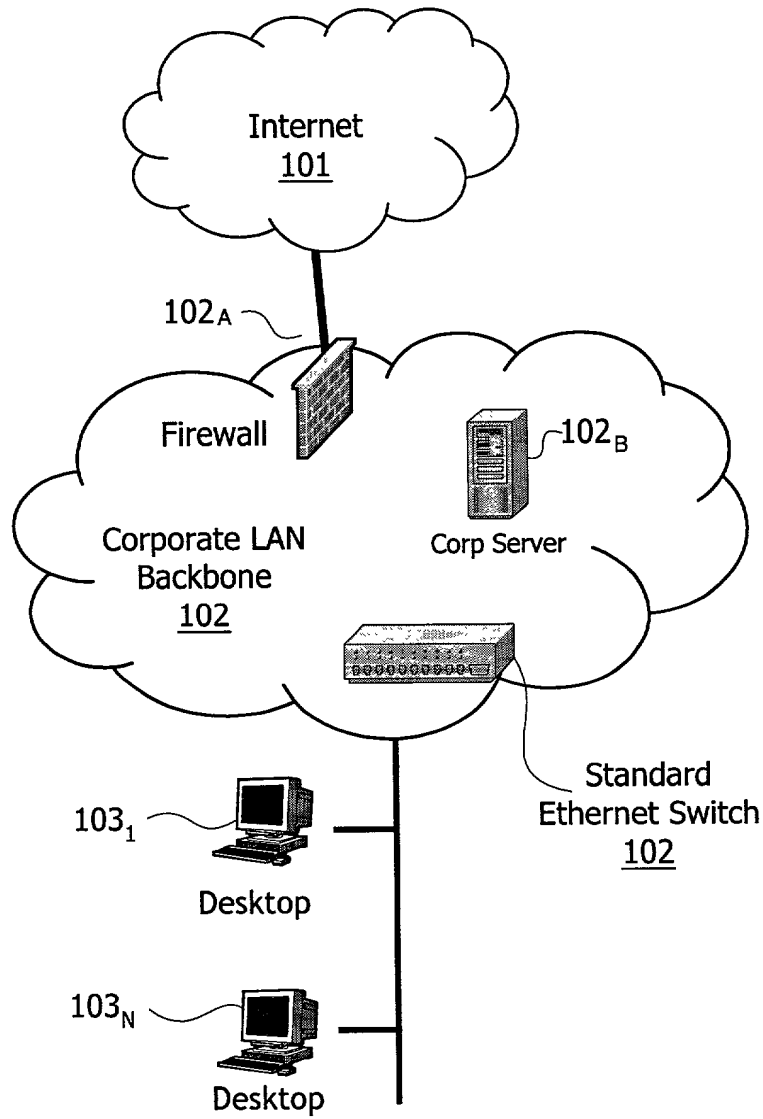 Internet
101
102A
Firewall
102B
Corp Server
Corporate LAN
Backbone
102
Standard
Ethernet Switch
102
1031
Desktop
103N
Desktop